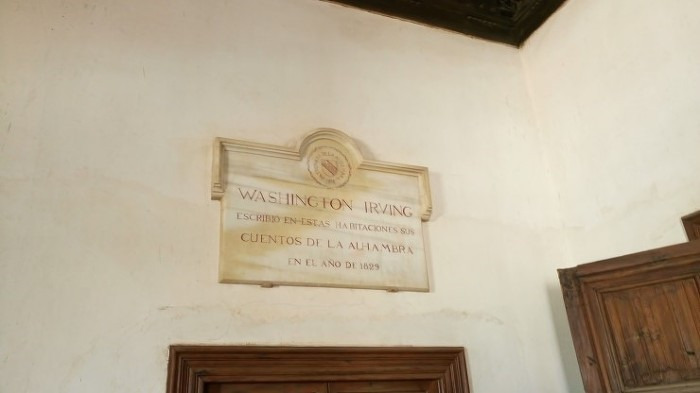 WASHINGTON IRVING
ESCRIBIO EN ESTAS HABITACIONES SUS
CUENTOS DE LA ALHAMBRA
EN EL AÑO DE 1829